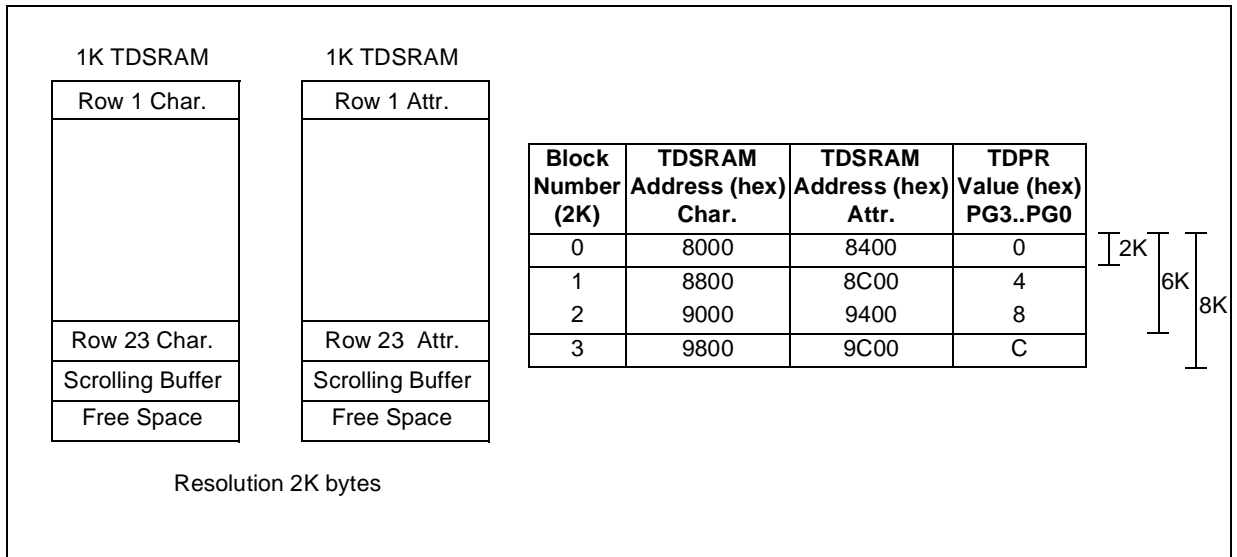 1K TDSRAM
Row 1 Char.
Row 23 Char.
Scrolling Buffer
Free Space
1K TDSRAM
Row 1 Attr.
Row 23 Attr.
Scrolling Buffer
Free Space
Resolution 2K bytes
Block Number (2K) TDSRAM Address (hex) Char. TDSRAM Address (hex) Attr. TDPR Value (hex) PG3..PG0
0 8000 8400 0
1 8800 8C00 4
2 9000 9400 8
3 9800 9C00 C
2K
6K
8K